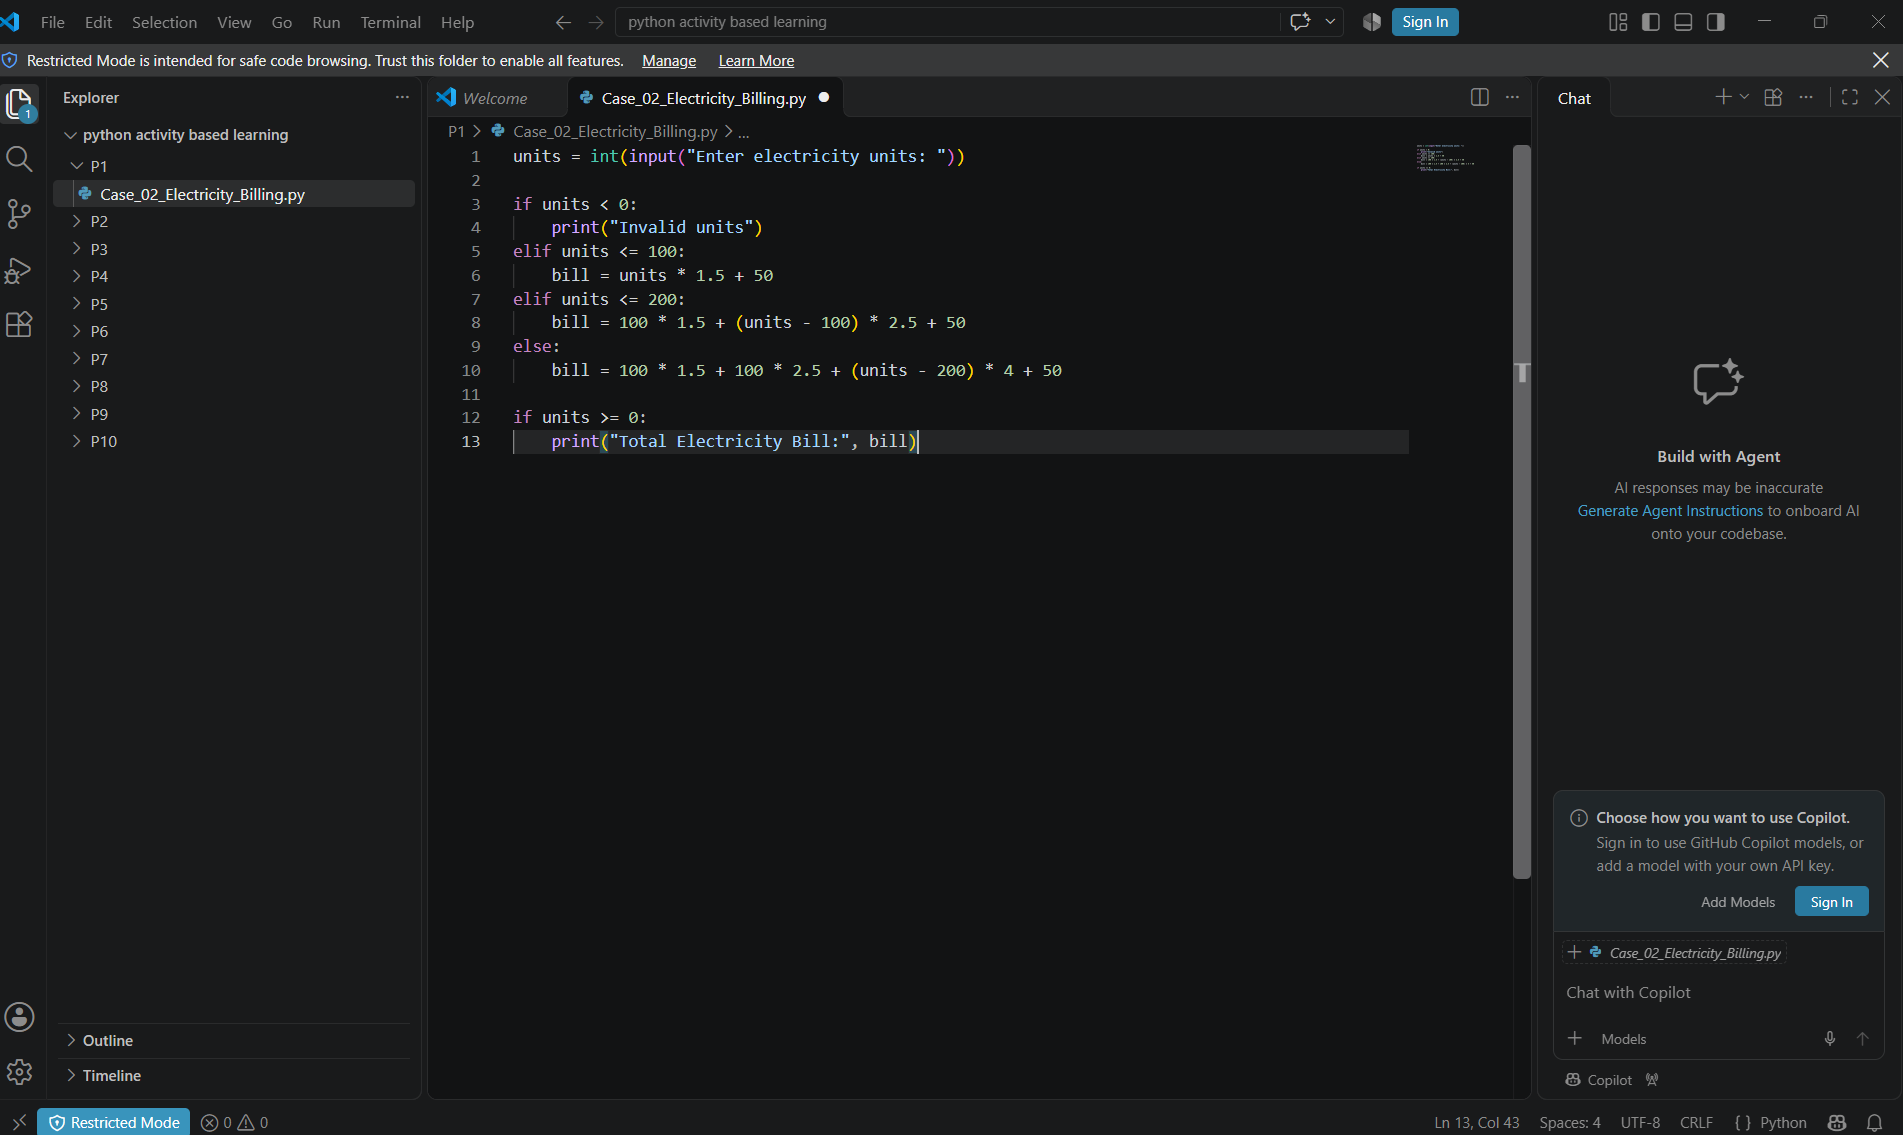 File Edit Selection View Go Run Terminal Help
python activity based learning
Sign In
Restricted Mode is intended for safe code browsing. Trust this folder to enable all features. Manage Learn More
1
Explorer
python activity based learning
P1
Case_02_Electricity_Billing.py
P2
P3
P4
P5
P6
P7
P8
P9
P10
Outline
Timeline
Welcome
Case_02_Electricity_Billing.py
P1 > Case_02_Electricity_Billing.py > ...
1 units = int(input("Enter electricity units: "))
2
3 if units < 0:
4     print("Invalid units")
5 elif units <= 100:
6     bill = units * 1.5 + 50
7 elif units <= 200:
8     bill = 100 * 1.5 + (units - 100) * 2.5 + 50
9 else:
10     bill = 100 * 1.5 + 100 * 2.5 + (units - 200) * 4 + 50
11
12 if units >= 0:
13     print("Total Electricity Bill:", bill)
Chat
Build with Agent
AI responses may be inaccurate
Generate Agent Instructions to onboard AI
onto your codebase.
Choose how you want to use Copilot.
Sign in to use GitHub Copilot models, or
add a model with your own API key.
Add Models Sign In
Case_02_Electricity_Billing.py
Chat with Copilot
Models
Copilot
Restricted Mode 0 0
Ln 13, Col 43 Spaces: 4 UTF-8 CRLF { } Python